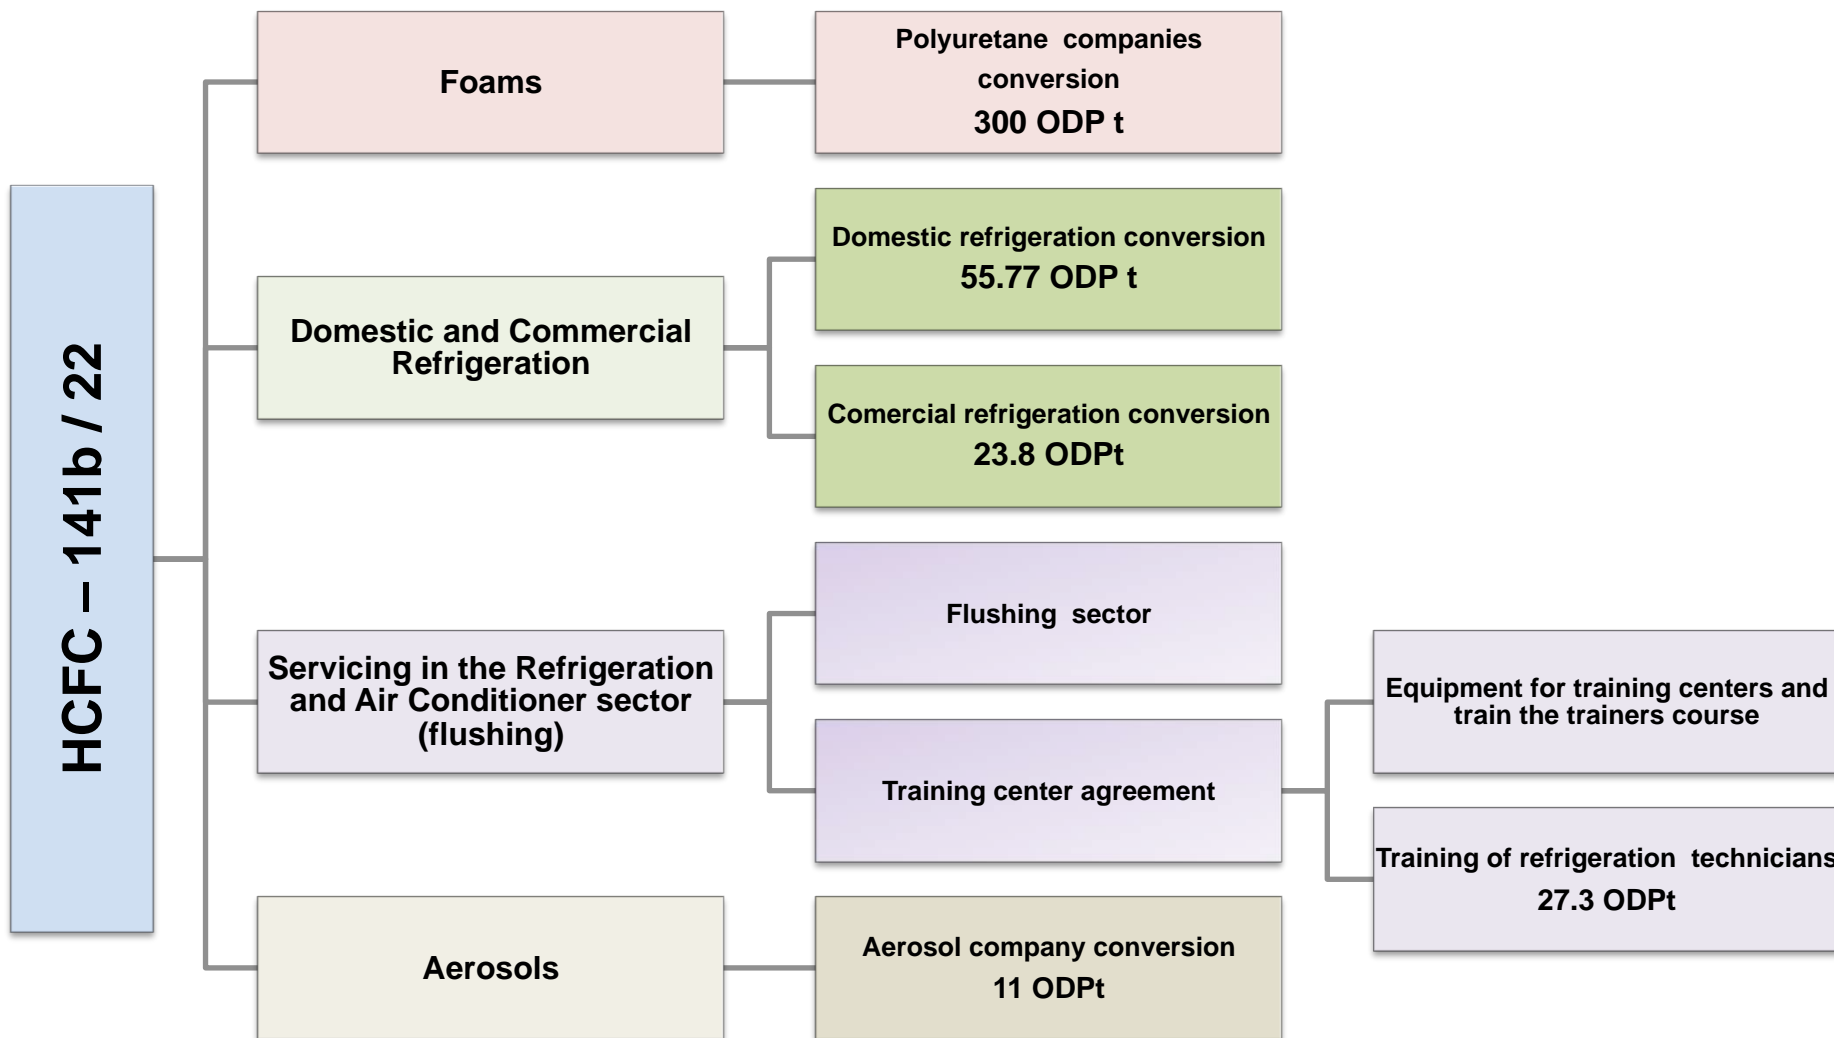 HCFC – 141b / 22
Foams
Polyuretane companies
conversion
300 ODP t
Domestic and Commercial
Refrigeration
Domestic refrigeration conversion
55.77 ODP t
Comercial refrigeration conversion
23.8 ODPt
Servicing in the Refrigeration
and Air Conditioner sector
(flushing)
Flushing sector
Training center agreement
Equipment for training centers and
train the trainers course
Training of refrigeration technicians
27.3 ODPt
Aerosols
Aerosol company conversion
11 ODPt